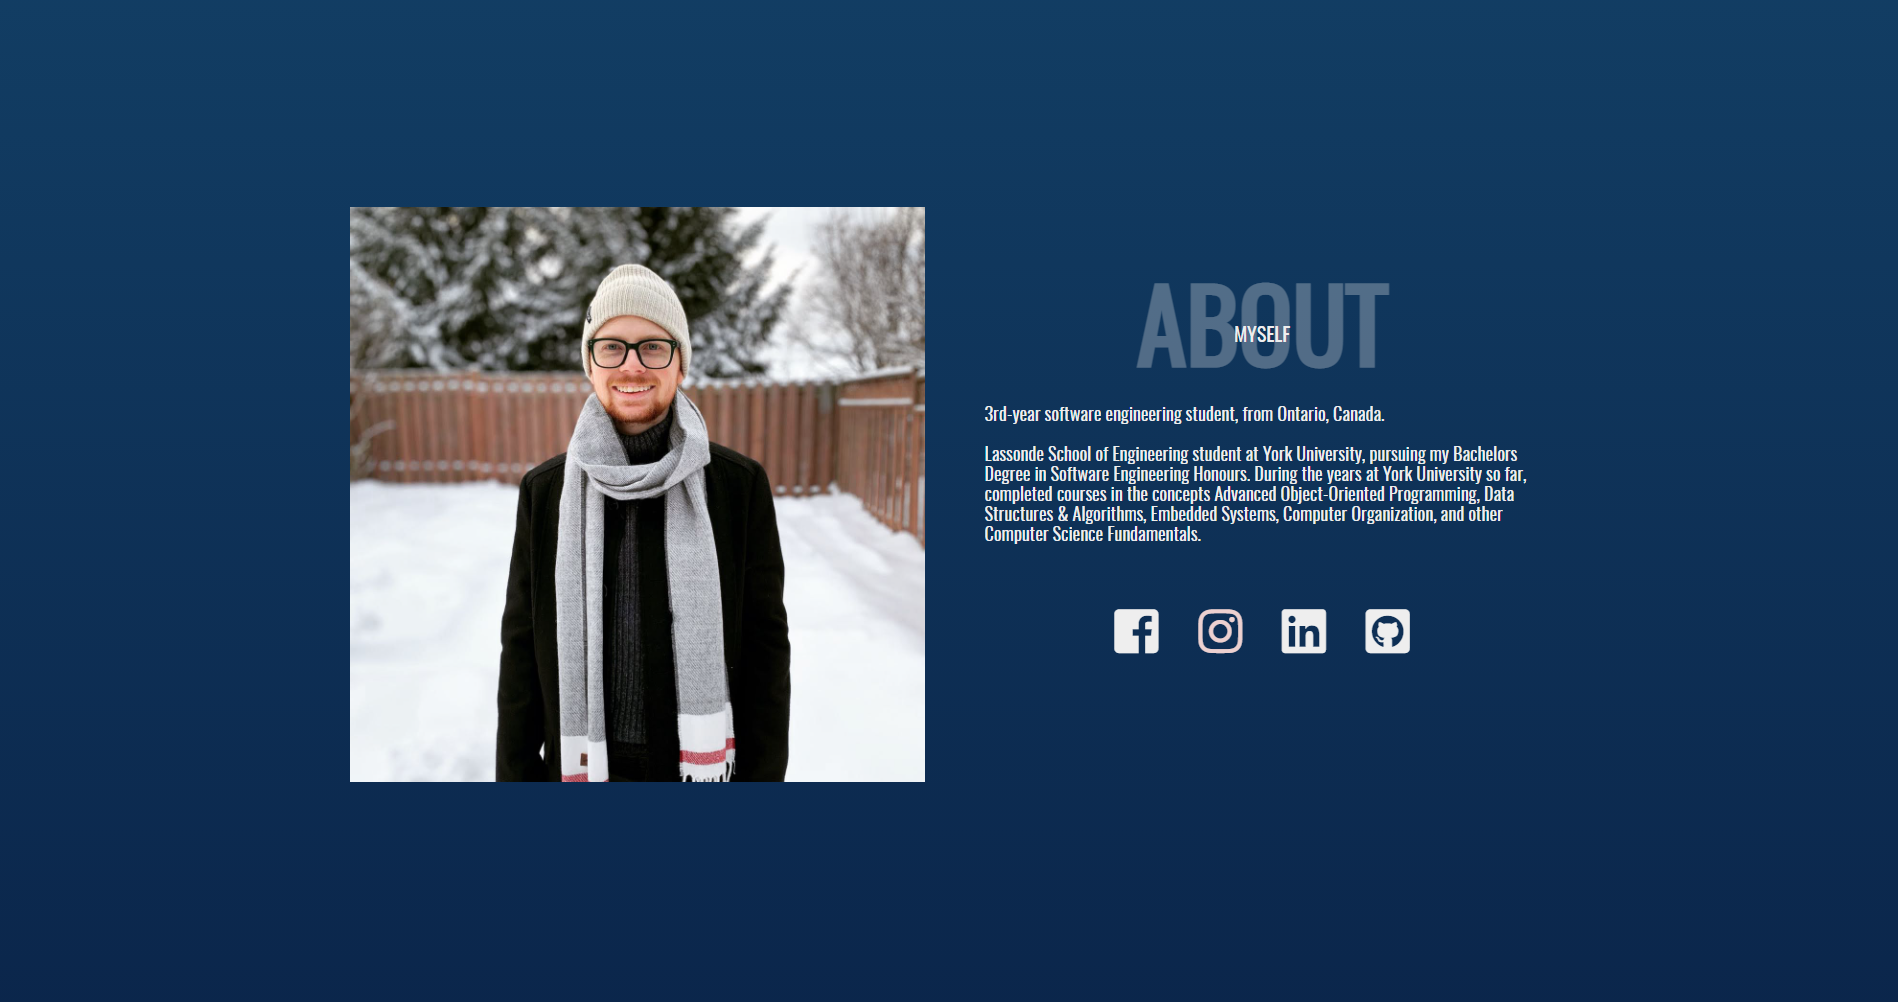 ABOUT
MYSELF
3rd-year software engineering student, from Ontario, Canada.
Lassonde School of Engineering student at York University, pursuing my Bachelors
Degree in Software Engineering Honours. During the years at York University so far,
completed courses in the concepts Advanced Object-Oriented Programming, Data
Structures & Algorithms, Embedded Systems, Computer Organization, and other
Computer Science Fundamentals.
in